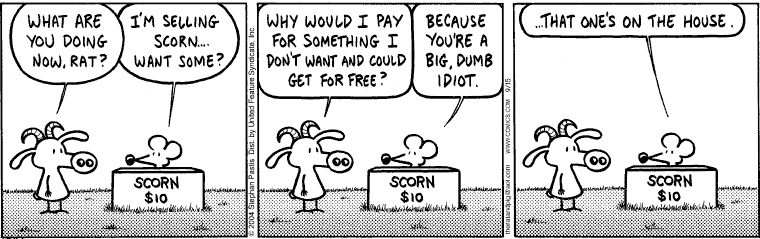 WHAT ARE
YOU DOING
NOW, RAT?
I'M SELLING
SCORN...
WANT SOME?
SCORN
$10
© 2004 Stephan Pastis /Dist. by United Feature Syndicate, Inc.
WHY WOULD I PAY
FOR SOMETHING I
DON'T WANT AND COULD
GET FOR FREE?
BECAUSE
YOU'RE A
BIG, DUMB
IDIOT.
SCORN
$10
www.comics.com 9/15
...THAT ONE'S ON THE HOUSE.
SCORN
$10